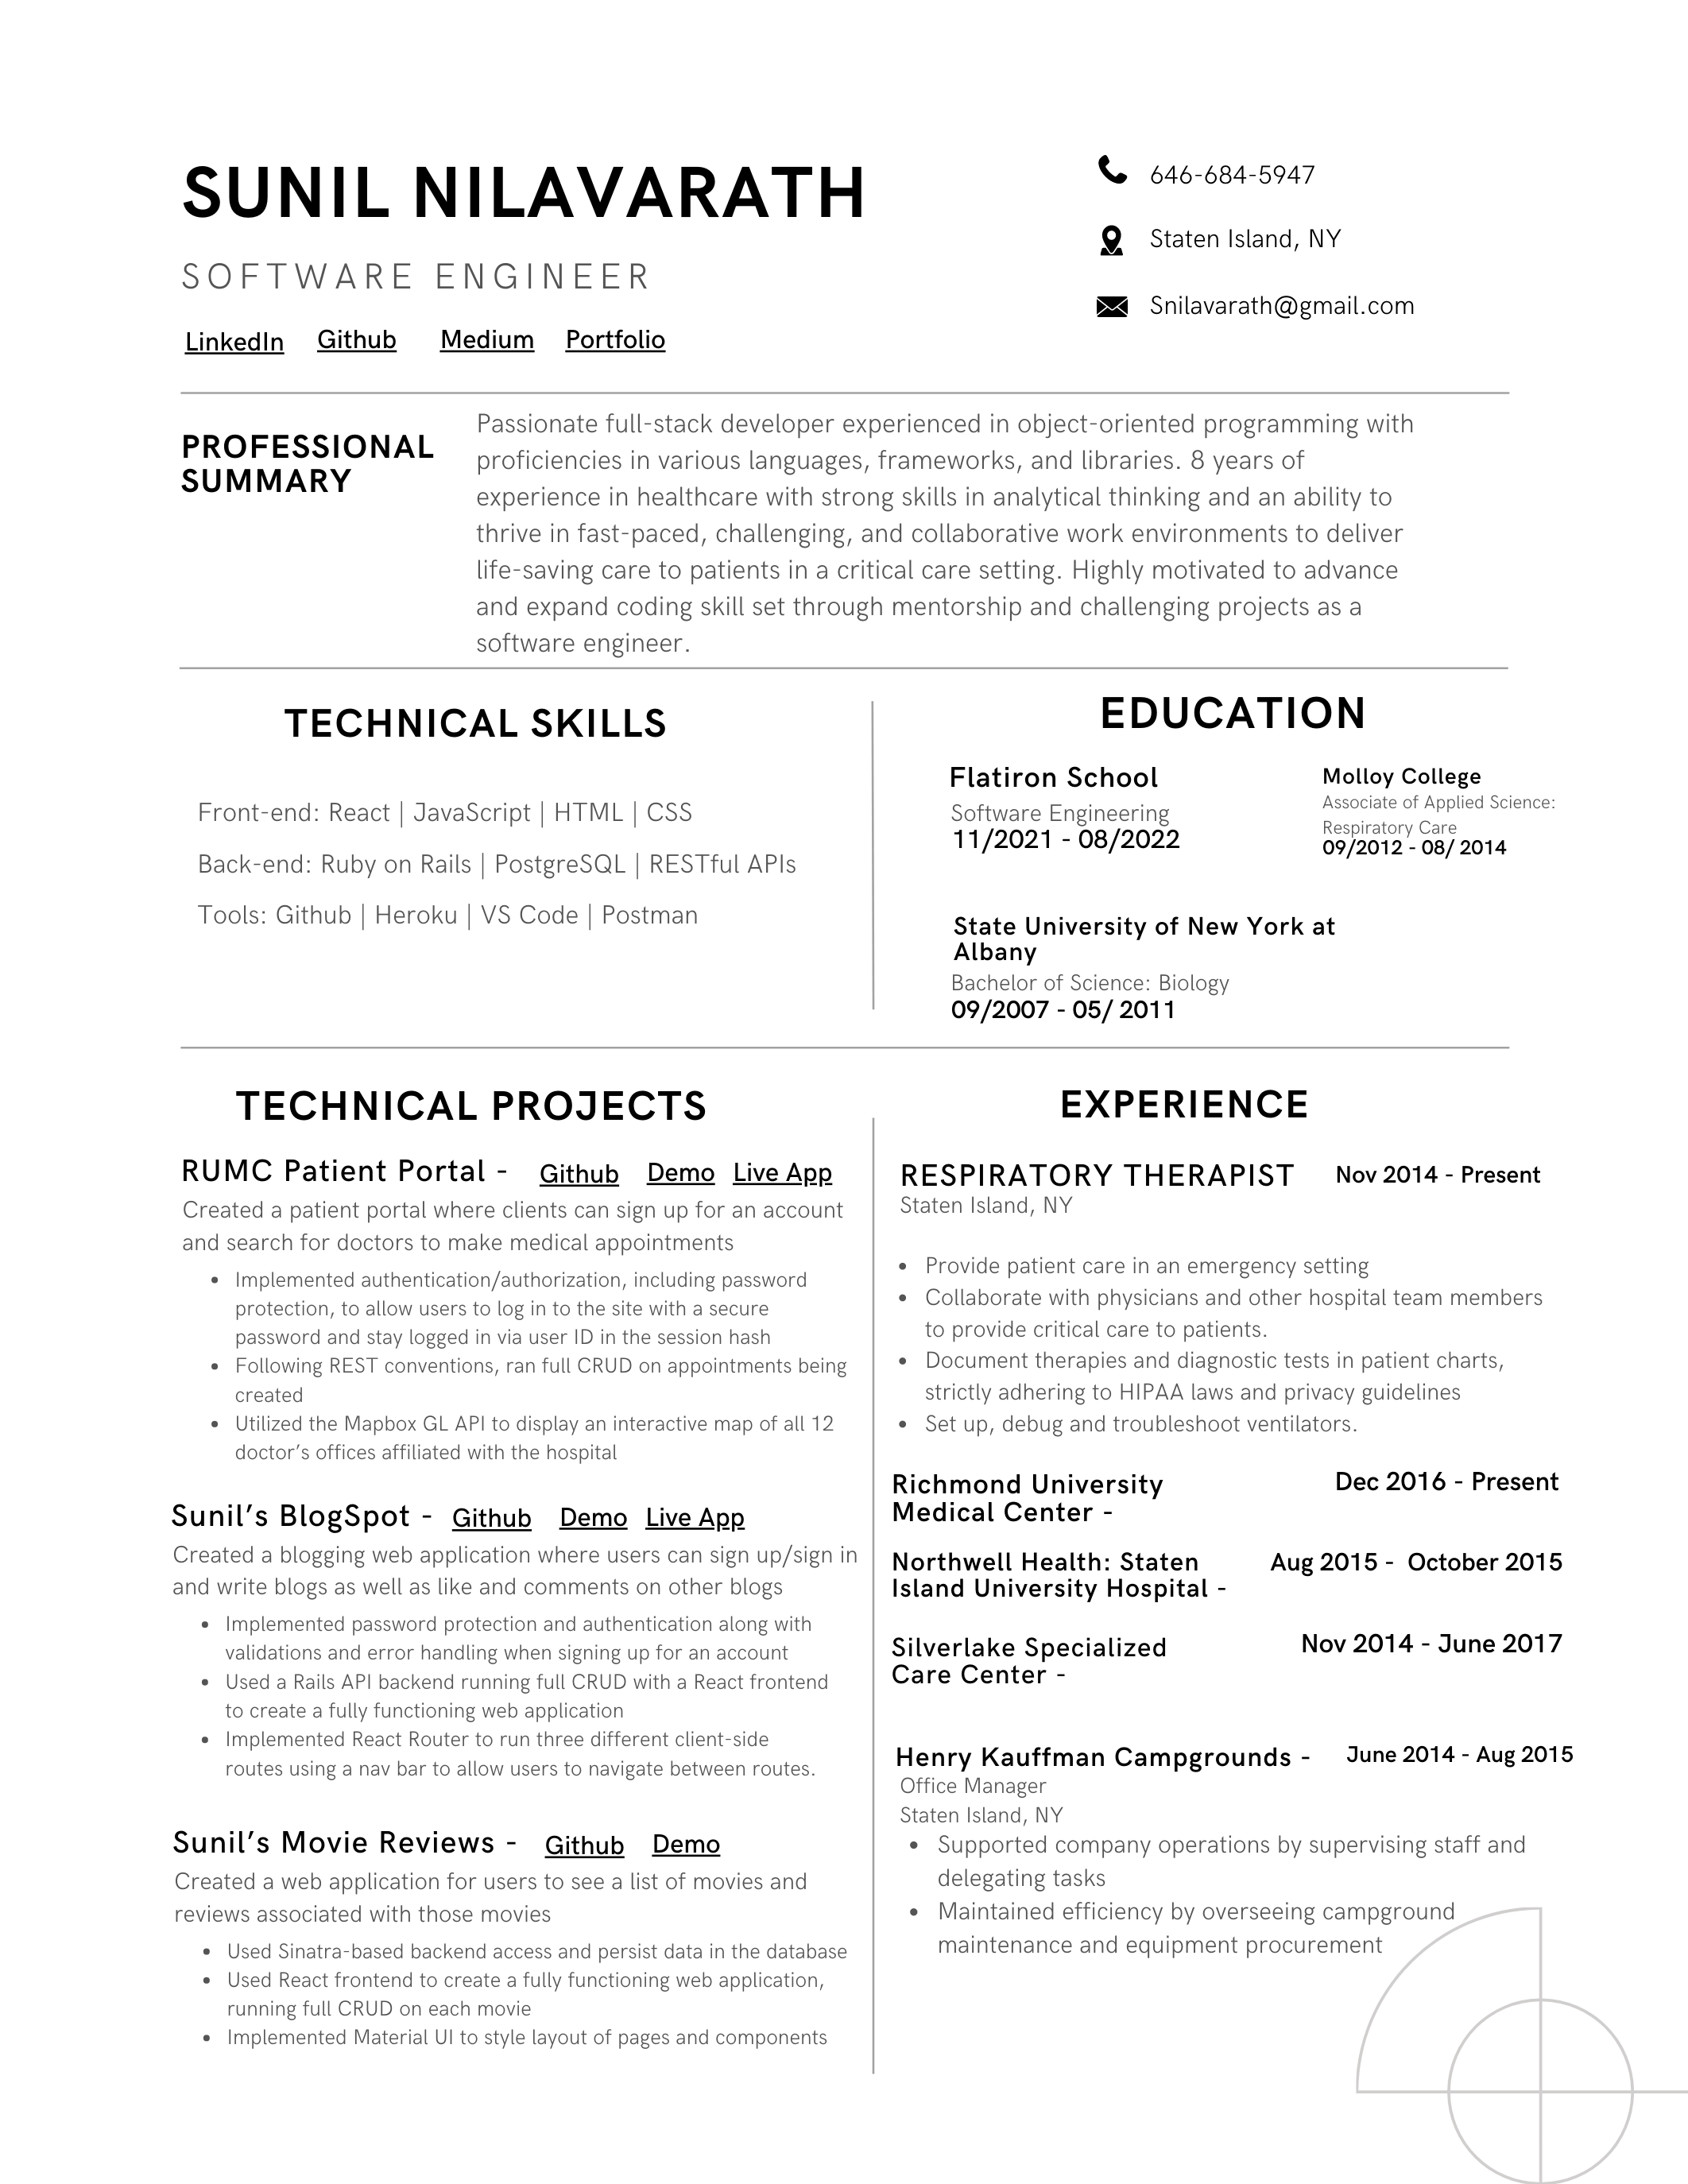 SUNIL NILAVARATH
SOFTWARE ENGINEER
LinkedIn Github Medium Portfolio
646-684-5947
Staten Island, NY
Snilavarath@gmail.com
PROFESSIONAL
SUMMARY
Passionate full-stack developer experienced in object-oriented programming with
proficiencies in various languages, frameworks, and libraries. 8 years of
experience in healthcare with strong skills in analytical thinking and an ability to
thrive in fast-paced, challenging, and collaborative work environments to deliver
life-saving care to patients in a critical care setting. Highly motivated to advance
and expand coding skill set through mentorship and challenging projects as a
software engineer.
TECHNICAL SKILLS
Front-end: React | JavaScript | HTML | CSS
Back-end: Ruby on Rails | PostgreSQL | RESTful APIs
Tools: Github | Heroku | VS Code | Postman
EDUCATION
Flatiron School
Software Engineering
11/2021 - 08/2022
Molloy College
Associate of Applied Science:
Respiratory Care
09/2012 - 08/ 2014
State University of New York at
Albany
Bachelor of Science: Biology
09/2007 - 05/ 2011
TECHNICAL PROJECTS
RUMC Patient Portal - Github Demo Live App
Created a patient portal where clients can sign up for an account
and search for doctors to make medical appointments
• Implemented authentication/authorization, including password
protection, to allow users to log in to the site with a secure
password and stay logged in via user ID in the session hash
• Following REST conventions, ran full CRUD on appointments being
created
• Utilized the Mapbox GL API to display an interactive map of all 12
doctor’s offices affiliated with the hospital
Sunil’s BlogSpot - Github Demo Live App
Created a blogging web application where users can sign up/sign in
and write blogs as well as like and comments on other blogs
• Implemented password protection and authentication along with
validations and error handling when signing up for an account
• Used a Rails API backend running full CRUD with a React frontend
to create a fully functioning web application
• Implemented React Router to run three different client-side
routes using a nav bar to allow users to navigate between routes.
Sunil’s Movie Reviews - Github Demo
Created a web application for users to see a list of movies and
reviews associated with those movies
• Used Sinatra-based backend access and persist data in the database
• Used React frontend to create a fully functioning web application,
running full CRUD on each movie
• Implemented Material UI to style layout of pages and components
EXPERIENCE
RESPIRATORY THERAPIST Nov 2014 - Present
Staten Island, NY
• Provide patient care in an emergency setting
• Collaborate with physicians and other hospital team members
to provide critical care to patients.
• Document therapies and diagnostic tests in patient charts,
strictly adhering to HIPAA laws and privacy guidelines
• Set up, debug and troubleshoot ventilators.
Richmond University Dec 2016 - Present
Medical Center -
Northwell Health: Staten Aug 2015 - October 2015
Island University Hospital -
Silverlake Specialized Nov 2014 - June 2017
Care Center -
Henry Kauffman Campgrounds - June 2014 - Aug 2015
Office Manager
Staten Island, NY
• Supported company operations by supervising staff and
delegating tasks
• Maintained efficiency by overseeing campground
maintenance and equipment procurement